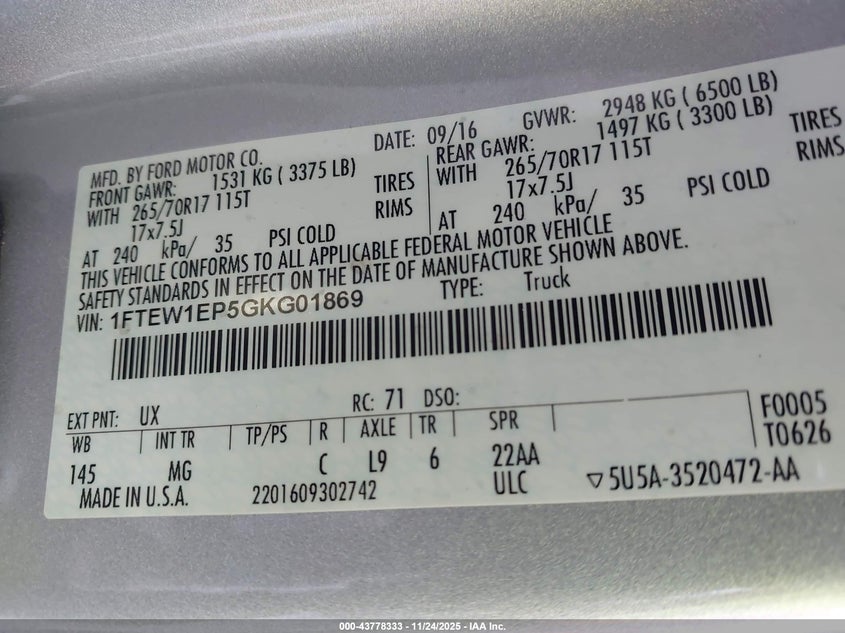 MFD. BY FORD MOTOR CO.
DATE: 09/16 GVWR: 2948 KG ( 6500 LB)
FRONT GAWR: 1531 KG ( 3375 LB)
REAR GAWR: 1497 KG ( 3300 LB)
WITH 265/70R17 115T TIRES
WITH 265/70R17 115T TIRES
17x7.5J RIMS
17x7.5J RIMS
AT 240 kPa/ 35 PSI COLD
AT 240 kPa/ 35 PSI COLD
THIS VEHICLE CONFORMS TO ALL APPLICABLE FEDERAL MOTOR VEHICLE
SAFETY STANDARDS IN EFFECT ON THE DATE OF MANUFACTURE SHOWN ABOVE.
VIN: 1FTEW1EP5GKG01869 TYPE: Truck
EXT PNT: UX RC: 71 DSO:
WB INT TR TP/PS R AXLE TR SPR F0005
T0626
145 MG C L9 6 22AA
MADE IN U.S.A. 2201609302742 ULC ▽5U5A-3520472-AA
000-43778333 - 11/24/2025 - IAA Inc.